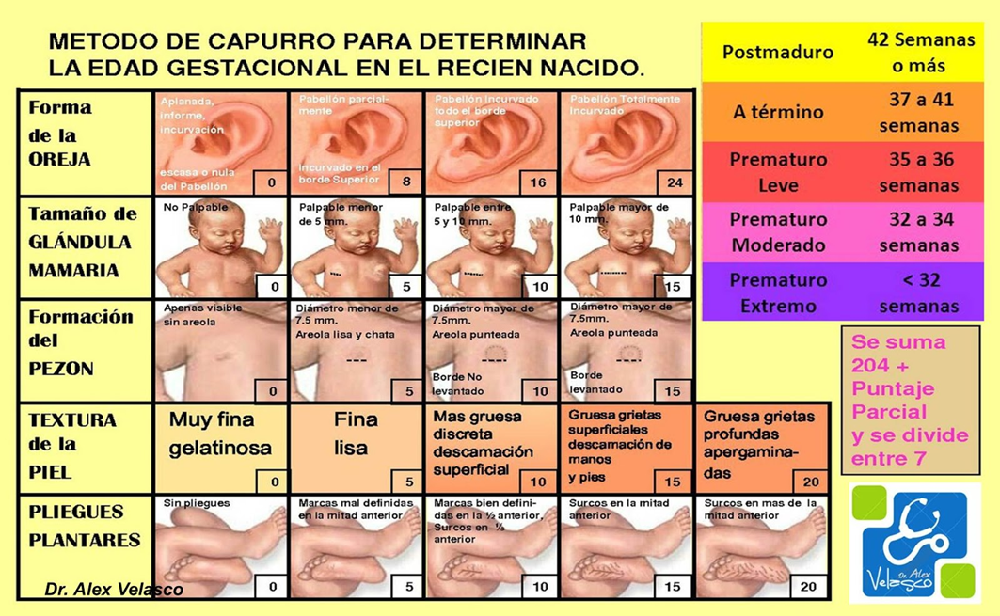 METODO DE CAPURRO PARA DETERMINAR
LA EDAD GESTACIONAL EN EL RECIEN NACIDO.
Postmaduro
42 Semanas
o más
A término
37 a 41
semanas
Prematuro
Leve
35 a 36
semanas
Prematuro
Moderado
32 a 34
semanas
Prematuro
Extremo
< 32
semanas
Forma
de la
OREJA
Aplanada,
informe,
incurvación
escasa o nula
del Pabellón
0
Pabellón parcial-
mente
Incurvado en el
borde Superior
8
Pabellón Incurvado
todo el borde
superior
16
Pabellón Totalmente
Incurvado
24
Tamaño de
GLÁNDULA
MAMARIA
No Palpable
0
Palpable menor
de 5 mm.
5
Palpable entre
5 y 10 mm.
10
Palpable mayor de
10 mm.
15
Formación
del
PEZON
Apenas visible
sin areola
0
Diámetro menor de
7.5 mm.
Areola lisa y chata
5
Diámetro mayor de
7.5mm.
Areola punteada
Borde No
levantado
10
Diámetro mayor de
7.5mm.
Areola punteada
Borde
levantado
15
TEXTURA
de la
PIEL
Muy fina
gelatinosa
0
Fina
lisa
5
Mas gruesa
discreta
descamación
superficial
10
Gruesa grietas
superficiales
descamación de
manos
y pies
15
Gruesa grietas
profundas
apergamina-
das
20
PLIEGUES
PLANTARES
Sin pliegues
0
Marcas mal definidas
en la mitad anterior
5
Marcas bien defini-
das en la ½ anterior,
Surcos en ⅓
anterior
10
Surcos en la mitad
anterior
15
Surcos en mas de la
mitad anterior
20
Se suma
204 +
Puntaje
Parcial
y se divide
entre 7
Dr. Alex Velasco
Dr. Alex
Velasco